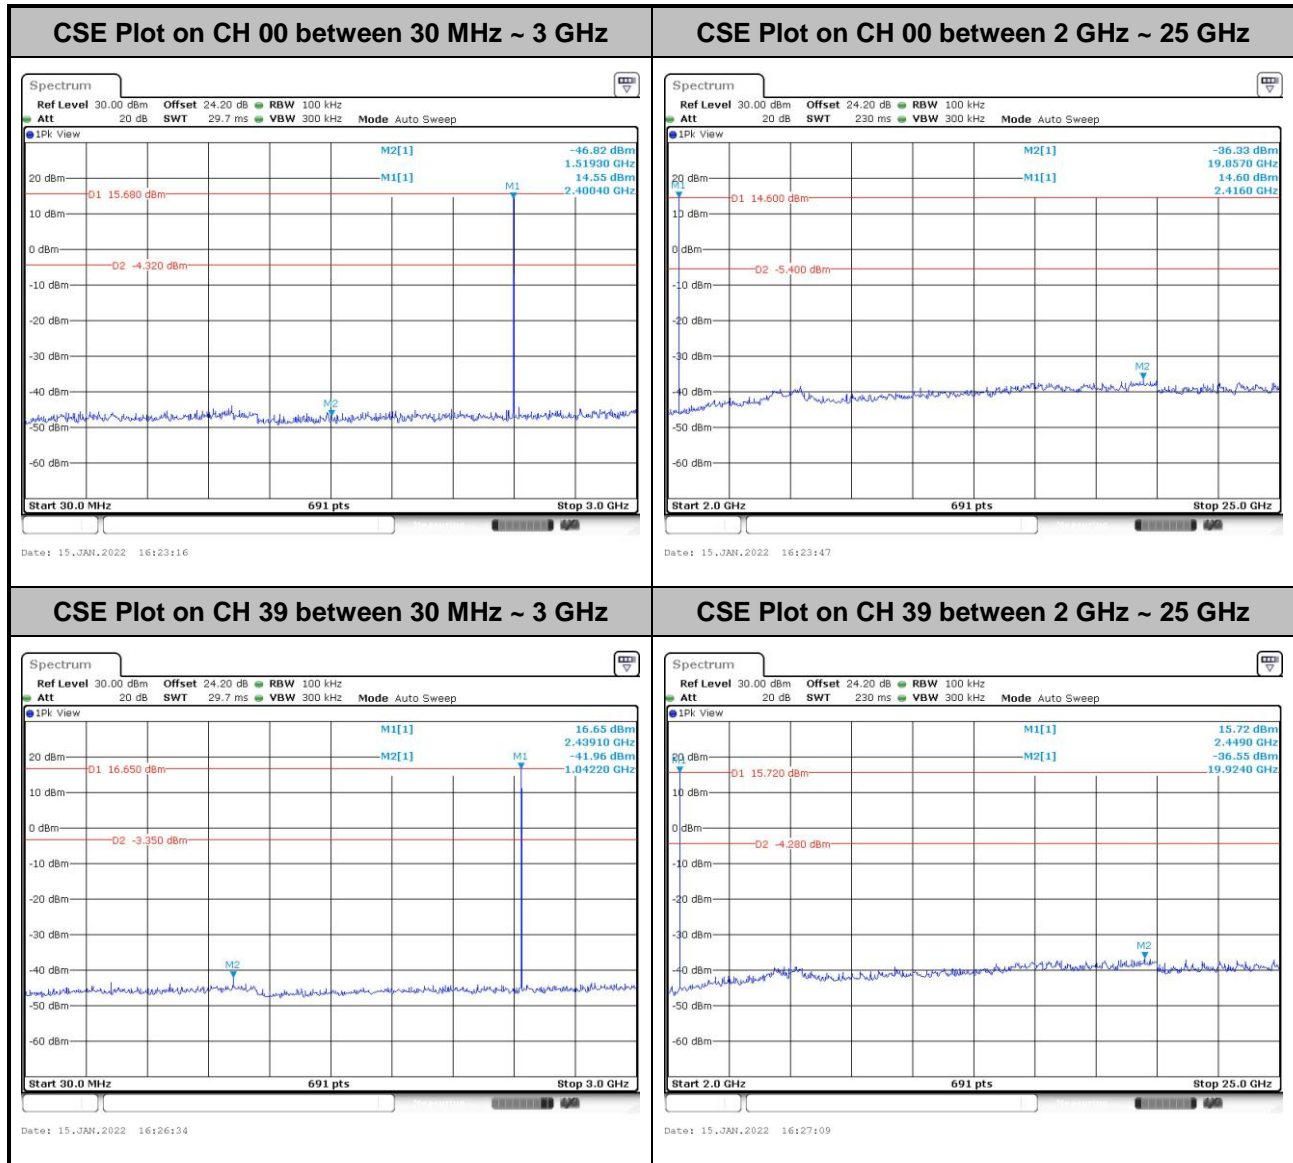 CSE Plot on CH 00 between 30 MHz ~ 3 GHz
Spectrum
Ref Level 30.00 dBm Offset 24.20 dB RBW 100 kHz
Att 20 dB SWT 29.7 ms VBW 300 kHz Mode Auto Sweep
1Pk View
M2[1] -46.82 dBm
1.51930 GHz
M1[1] 14.55 dBm
2.40040 GHz
20 dBm
M1
D1 15.680 dBm
10 dBm
0 dBm
D2 -4.320 dBm
-10 dBm
-20 dBm
-30 dBm
-40 dBm
M2
-50 dBm
-60 dBm
Start 30.0 MHz 691 pts Stop 3.0 GHz
Date: 15.JAN.2022 16:23:16
CSE Plot on CH 00 between 2 GHz ~ 25 GHz
Spectrum
Ref Level 30.00 dBm Offset 24.20 dB RBW 100 kHz
Att 20 dB SWT 230 ms VBW 300 kHz Mode Auto Sweep
1Pk View
M2[1] -36.33 dBm
19.8570 GHz
M1[1] 14.60 dBm
2.4160 GHz
20 dBm
M1
D1 14.600 dBm
10 dBm
0 dBm
D2 -5.400 dBm
-10 dBm
-20 dBm
-30 dBm
M2
-40 dBm
-50 dBm
-60 dBm
Start 2.0 GHz 691 pts Stop 25.0 GHz
Date: 15.JAN.2022 16:23:47
CSE Plot on CH 39 between 30 MHz ~ 3 GHz
Spectrum
Ref Level 30.00 dBm Offset 24.20 dB RBW 100 kHz
Att 20 dB SWT 29.7 ms VBW 300 kHz Mode Auto Sweep
1Pk View
M1[1] 16.65 dBm
2.43910 GHz
M2[1] -41.96 dBm
1.04220 GHz
20 dBm
M1
D1 16.650 dBm
10 dBm
0 dBm
D2 -3.350 dBm
-10 dBm
-20 dBm
-30 dBm
M2
-40 dBm
-50 dBm
-60 dBm
Start 30.0 MHz 691 pts Stop 3.0 GHz
Date: 15.JAN.2022 16:26:34
CSE Plot on CH 39 between 2 GHz ~ 25 GHz
Spectrum
Ref Level 30.00 dBm Offset 24.20 dB RBW 100 kHz
Att 20 dB SWT 230 ms VBW 300 kHz Mode Auto Sweep
1Pk View
M1[1] 15.72 dBm
2.4490 GHz
M2[1] -36.55 dBm
19.9240 GHz
20 dBm
M1
D1 15.720 dBm
10 dBm
0 dBm
D2 -4.280 dBm
-10 dBm
-20 dBm
-30 dBm
M2
-40 dBm
-50 dBm
-60 dBm
Start 2.0 GHz 691 pts Stop 25.0 GHz
Date: 15.JAN.2022 16:27:09